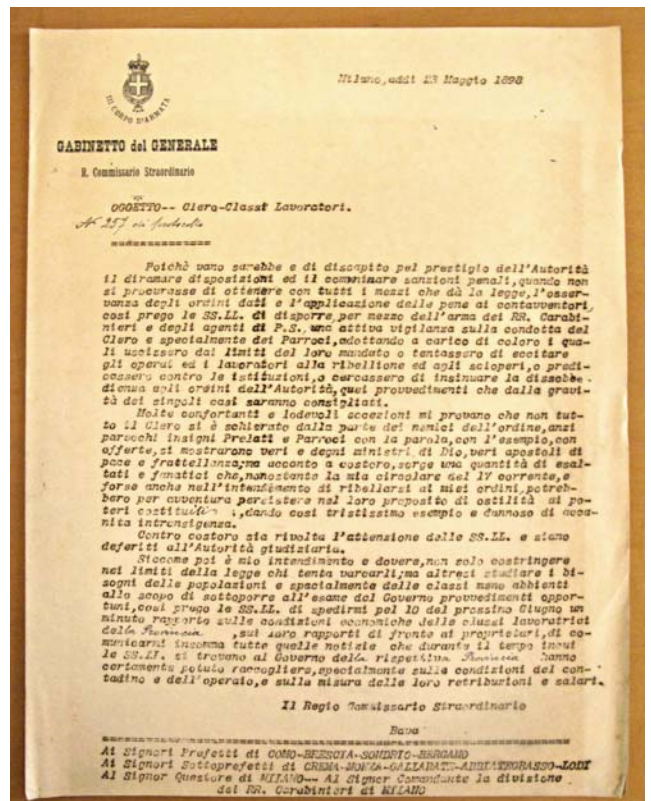 Milano, addì 23 Maggio 1898
III CORPO D'ARMATA
GABINETTO del GENERALE
R. Commissario Straordinario
OGGETTO-- Clero-Classi Lavoratori.
N° 257 di protocollo
Poichè vano sarebbe e di discapito pel prestigio dell'Autorità
il diramare disposizioni ed il comminare sanzioni penali,quando non
si procurasse di ottenere con tutti i mezzi che dà la legge,l'osser-
vanza degli ordini dati e l'applicazione delle pene ai contavventori,
così prego le SS.LL. di disporre,per mezzo dell'arma dei RR. Carabi-
nieri e degli agenti di P.S.,una attiva vigilanza sulla condotta del
Clero e specialmente dei Parroci,adottando a carico di coloro i qua-
li uscissero dai limiti del loro mandato o tentassero di eccitare
gli operai ed i lavoratori alla ribellione ed agli scioperi,o predi-
cassero contro le istituzioni,o cercassero di insinuare la disobbe-
dienza agli ordini dell'Autorità,quei provvedimenti che dalla gravi-
tà dei singoli casi saranno consigliati.
Molte confortanti e lodevoli eccezioni mi provano che non tut-
to il Clero si è schierato dalla parte dei nemici dell'ordine,anzi
parecchi insigni Prelati e Parroci con la parola,con l'esempio,con
offerte,si mostrarono veri e degni ministri di Dio,veri apostoli di
pace e frattellanza;ma acconto a costoro,sorge una quantità di esal-
tati e fanatici che,nonostante la mia circolare del 17 corrente,e
forse anche nell'intendimento di ribellarsi ai miei ordini,potreb-
bero per avventura persistere nel loro proposito di ostilità ai po-
teri costituiti ,dando così tristissimo esempio e dannoso di acca-
nita intransigenza.
Contro costoro sia rivolta l'attenzione delle SS.LL. e siano
deferiti all'Autorità giudiziaria.
Siccome poi è mio intendimento e dovere,non solo costringere
nei limiti della legge chi tenta varcarli,ma altresì studiare i bi-
sogni delle popolazioni e specialmente delle classi meno abbienti
allo scopo di sottoporre all'esame del Governo provvedimenti oppor-
tuni,così prego le SS.LL. di spedirmi pel 10 del prossimo Giugno un
minuto rapporto sulle condizioni economiche delle classi lavoratrici
della Provincia ,sui loro rapporti di fronte ai proprietari,di co-
municarmi insomma tutte quelle notizie che durante il tempo incui
le SS.LL. si trovano al Governo della rispettiva Provincia hanno
certamente potuto raccogliere,specialmente sulle condizioni del con-
tadino e dell'operaio,e sulla misura delle loro retribuzioni e salari.
Il Regio Commissario Straordinario
Bava
Ai Signori Prefetti di COMO-BRESCIA-SONDRIO-BERGAMO
Ai Signori Sottoprefetti di CREMA-MONZA-GALLARATE-ABBIATEGRASSO-LODI
Al Signor Questore di MILANO-- Al Signor Comandante la divisione
dei RR. Carabinieri di MILANO